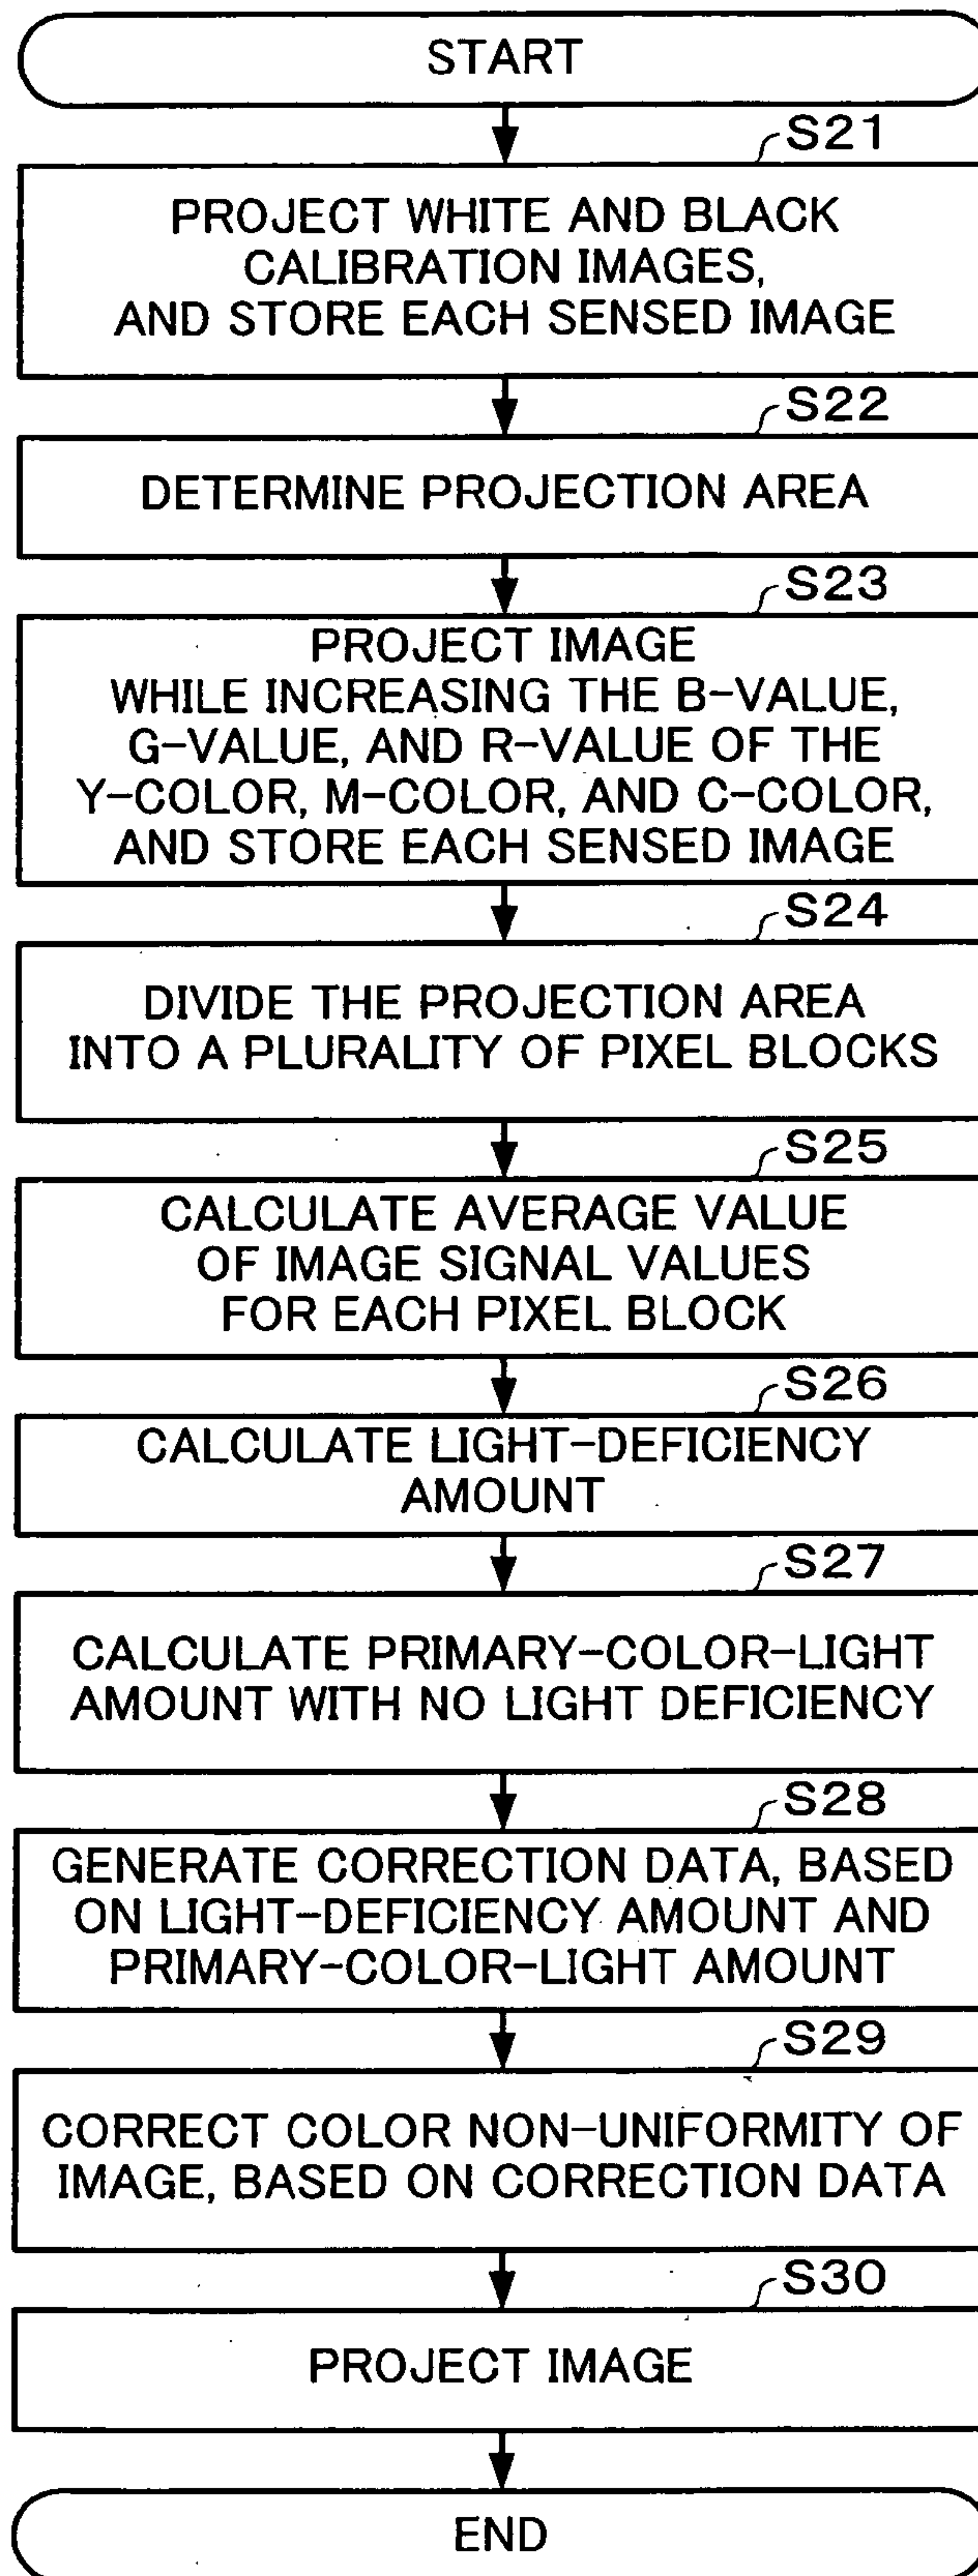 START
S21
PROJECT WHITE AND BLACK
CALIBRATION IMAGES,
AND STORE EACH SENSED IMAGE
S22
DETERMINE PROJECTION AREA
S23
PROJECT IMAGE
WHILE INCREASING THE B-VALUE,
G-VALUE, AND R-VALUE OF THE
Y-COLOR, M-COLOR, AND C-COLOR,
AND STORE EACH SENSED IMAGE
S24
DIVIDE THE PROJECTION AREA
INTO A PLURALITY OF PIXEL BLOCKS
S25
CALCULATE AVERAGE VALUE
OF IMAGE SIGNAL VALUES
FOR EACH PIXEL BLOCK
S26
CALCULATE LIGHT-DEFICIENCY
AMOUNT
S27
CALCULATE PRIMARY-COLOR-LIGHT
AMOUNT WITH NO LIGHT DEFICIENCY
S28
GENERATE CORRECTION DATA, BASED
ON LIGHT-DEFICIENCY AMOUNT AND
PRIMARY-COLOR-LIGHT AMOUNT
S29
CORRECT COLOR NON-UNIFORMITY OF
IMAGE, BASED ON CORRECTION DATA
S30
PROJECT IMAGE
END